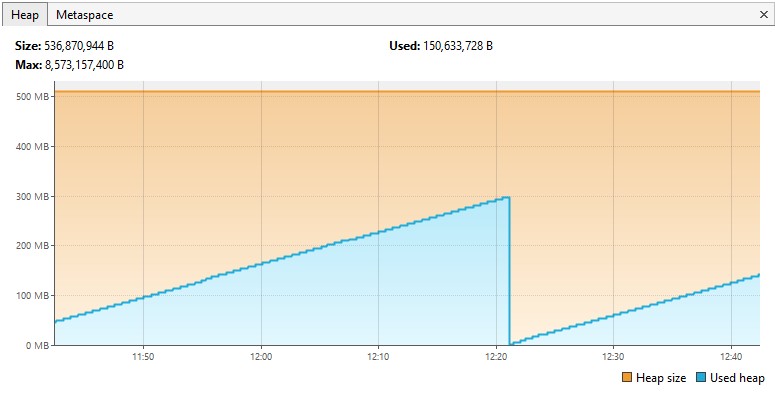 Heap Metaspace ×
Size: 536,870,944 B Used: 150,633,728 B
Max: 8,573,157,400 B
500 MB
400 MB
300 MB
200 MB
100 MB
0 MB
11:50 12:00 12:10 12:20 12:30 12:40
Heap size Used heap